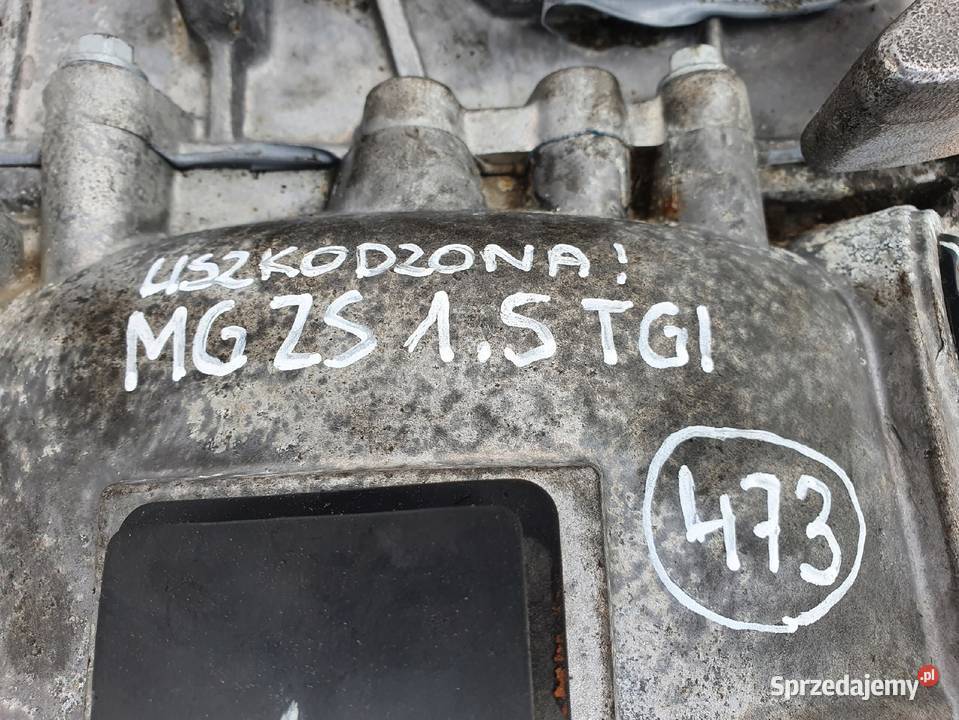 USZKODZONA!
MG ZS 1.5 TGI
473
Sprzedajemy.pl